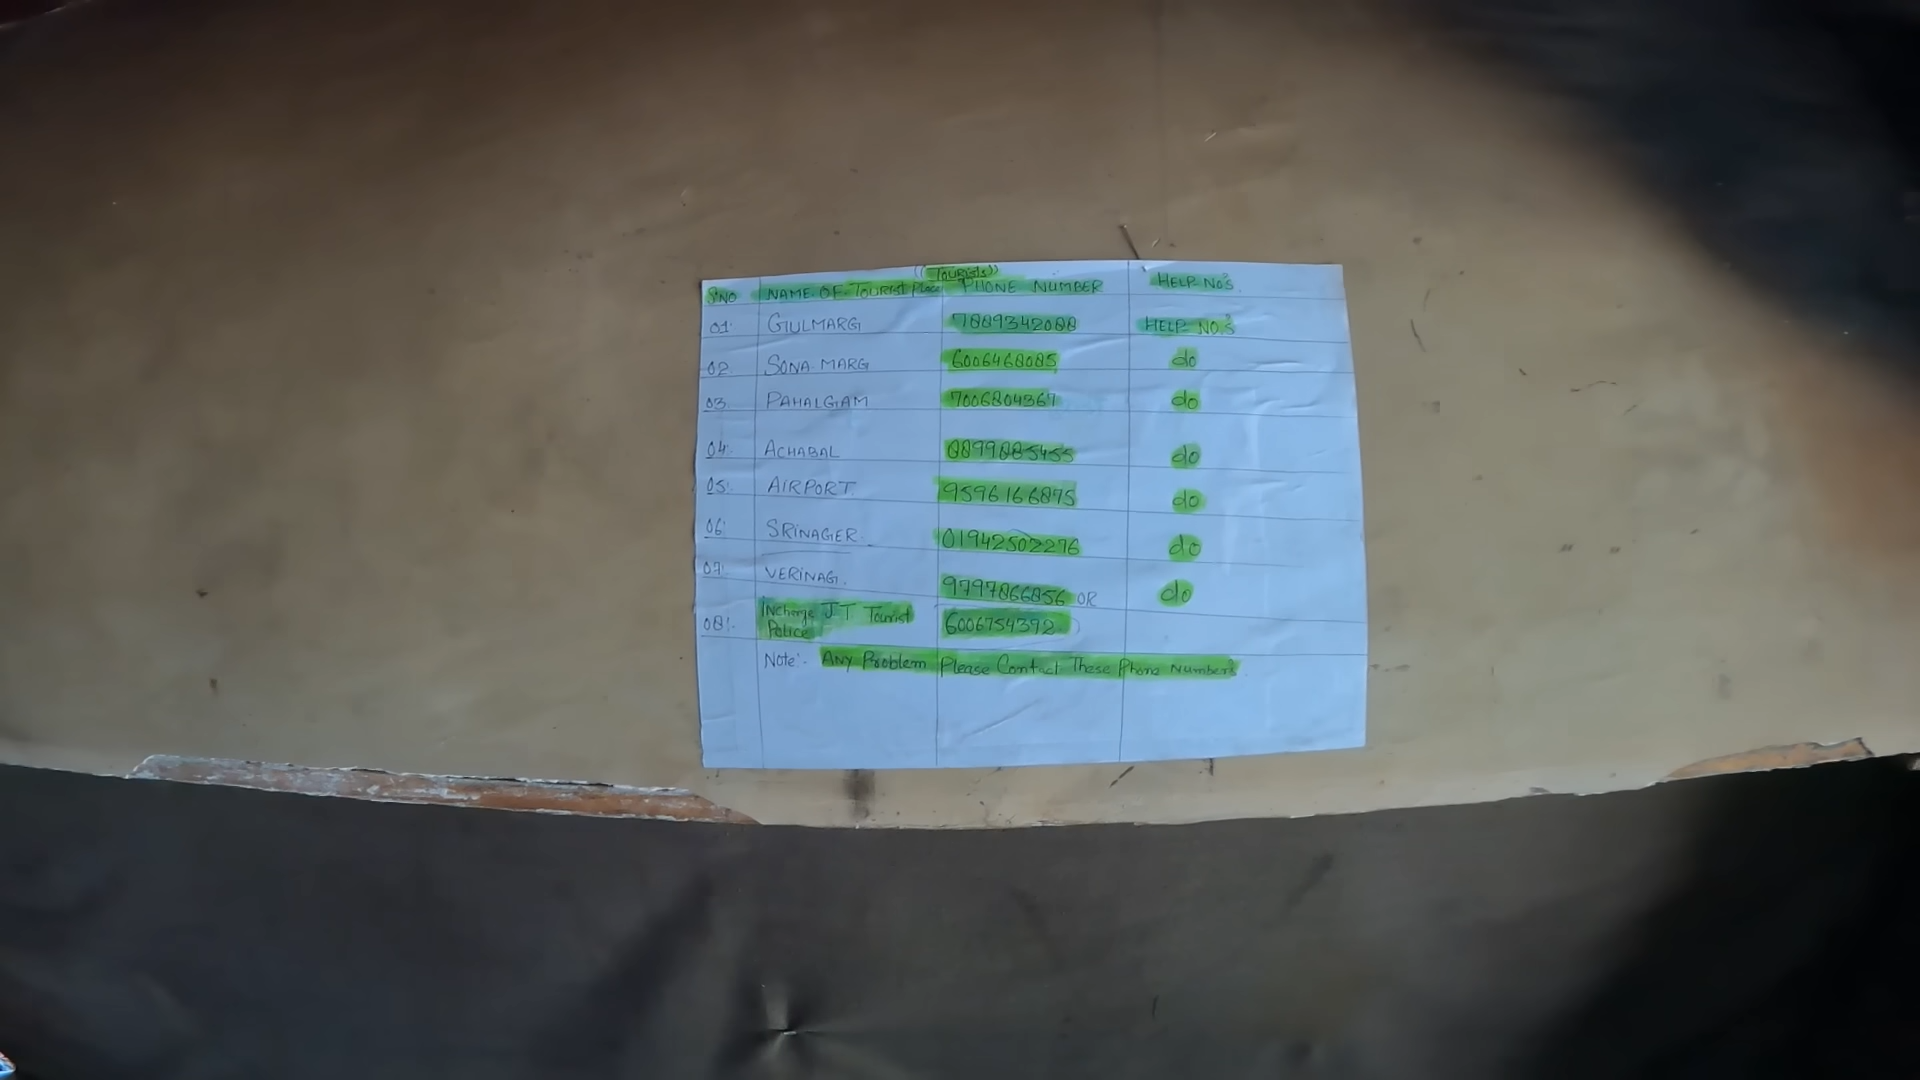 ((Tourists))
S.NO NAME OF TOURIST Place PHONE NUMBER HELP NO'S.
01. GULMARG 7889342088 HELP NO.'S
02. SONA MARG 6006468085 do
03. PAHALGAM 7006804367 do
04. ACHABAL 8899885455 do
05. AIRPORT. 9596166875 do
06 SRINAGER 01942502276 do
07. VERINAG. 9797866856 OR do
08:- Incharge J.T Tourist Police 6006754392
Note:- Any Problem Please Contact These Phone Numbers